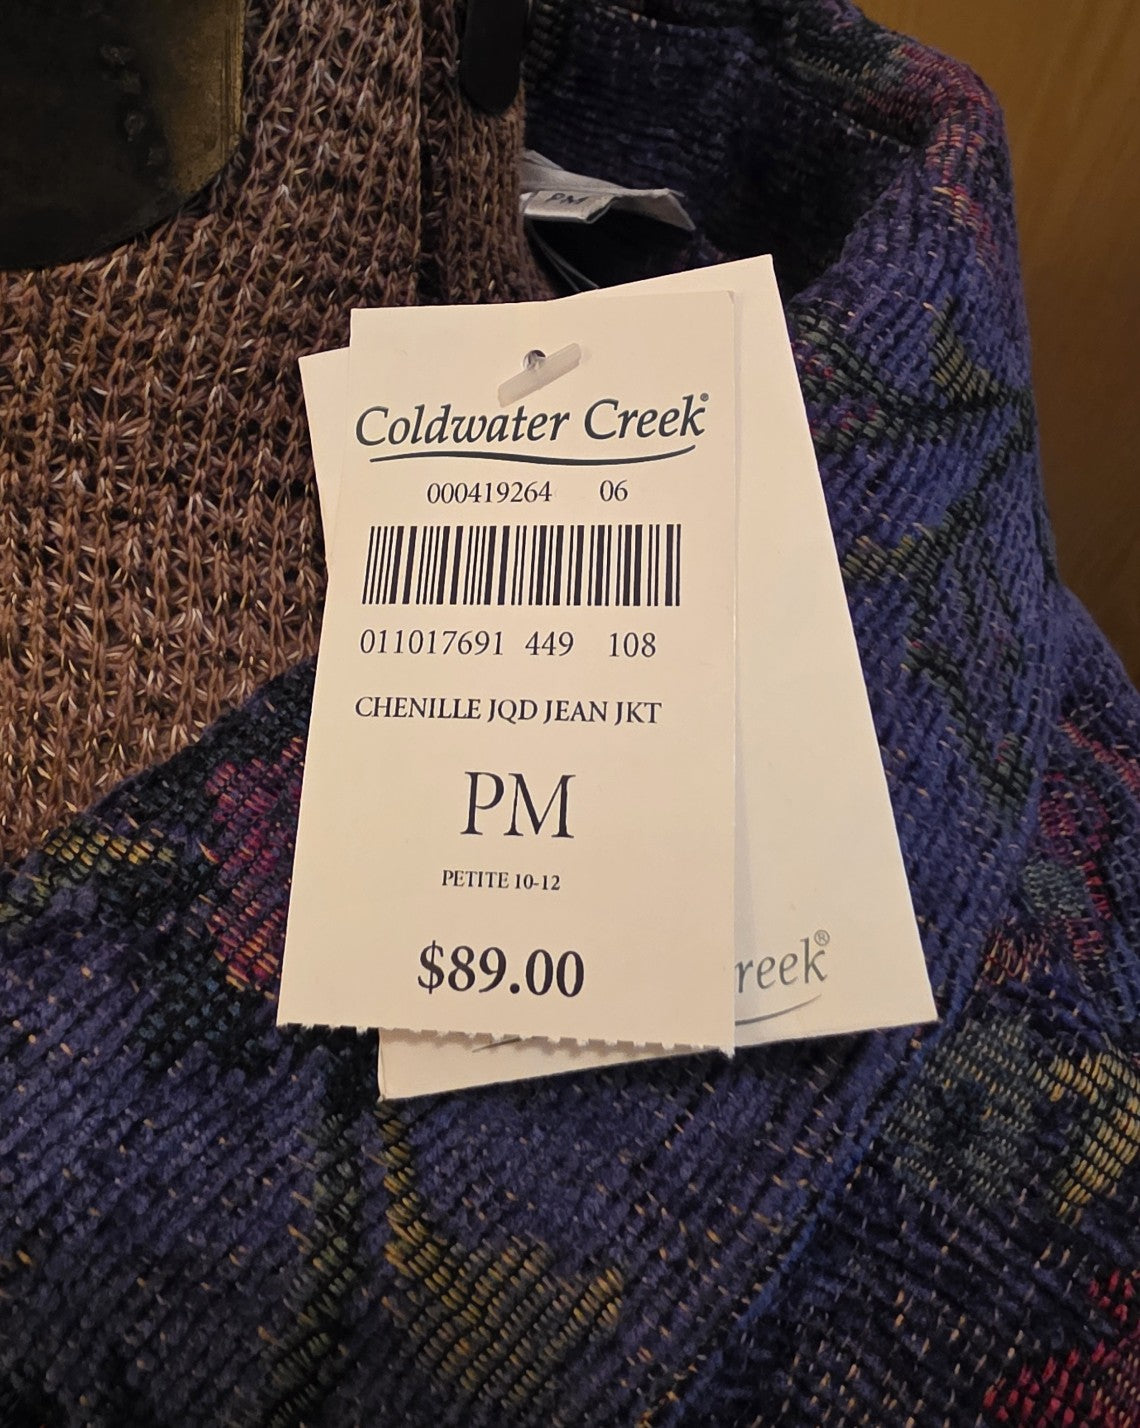 PM
Coldwater Creek®
000419264 06
011017691 449 108
CHENILLE JQD JEAN JKT
PM
PETITE 10-12
$89.00
reek®